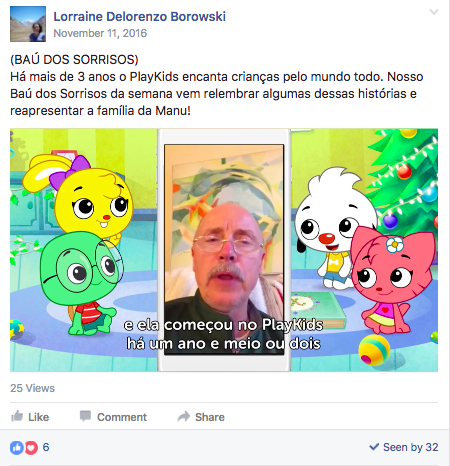 Lorraine Delorenzo Borowski
November 11, 2016
(BAÚ DOS SORRISOS)
Há mais de 3 anos o PlayKids encanta crianças pelo mundo todo. Nosso
Baú dos Sorrisos da semana vem relembrar algumas dessas histórias e
reapresentar a família da Manu!
e ela começou no PlayKids
há um ano e meio ou dois
25 Views
Like Comment Share
6
Seen by 32